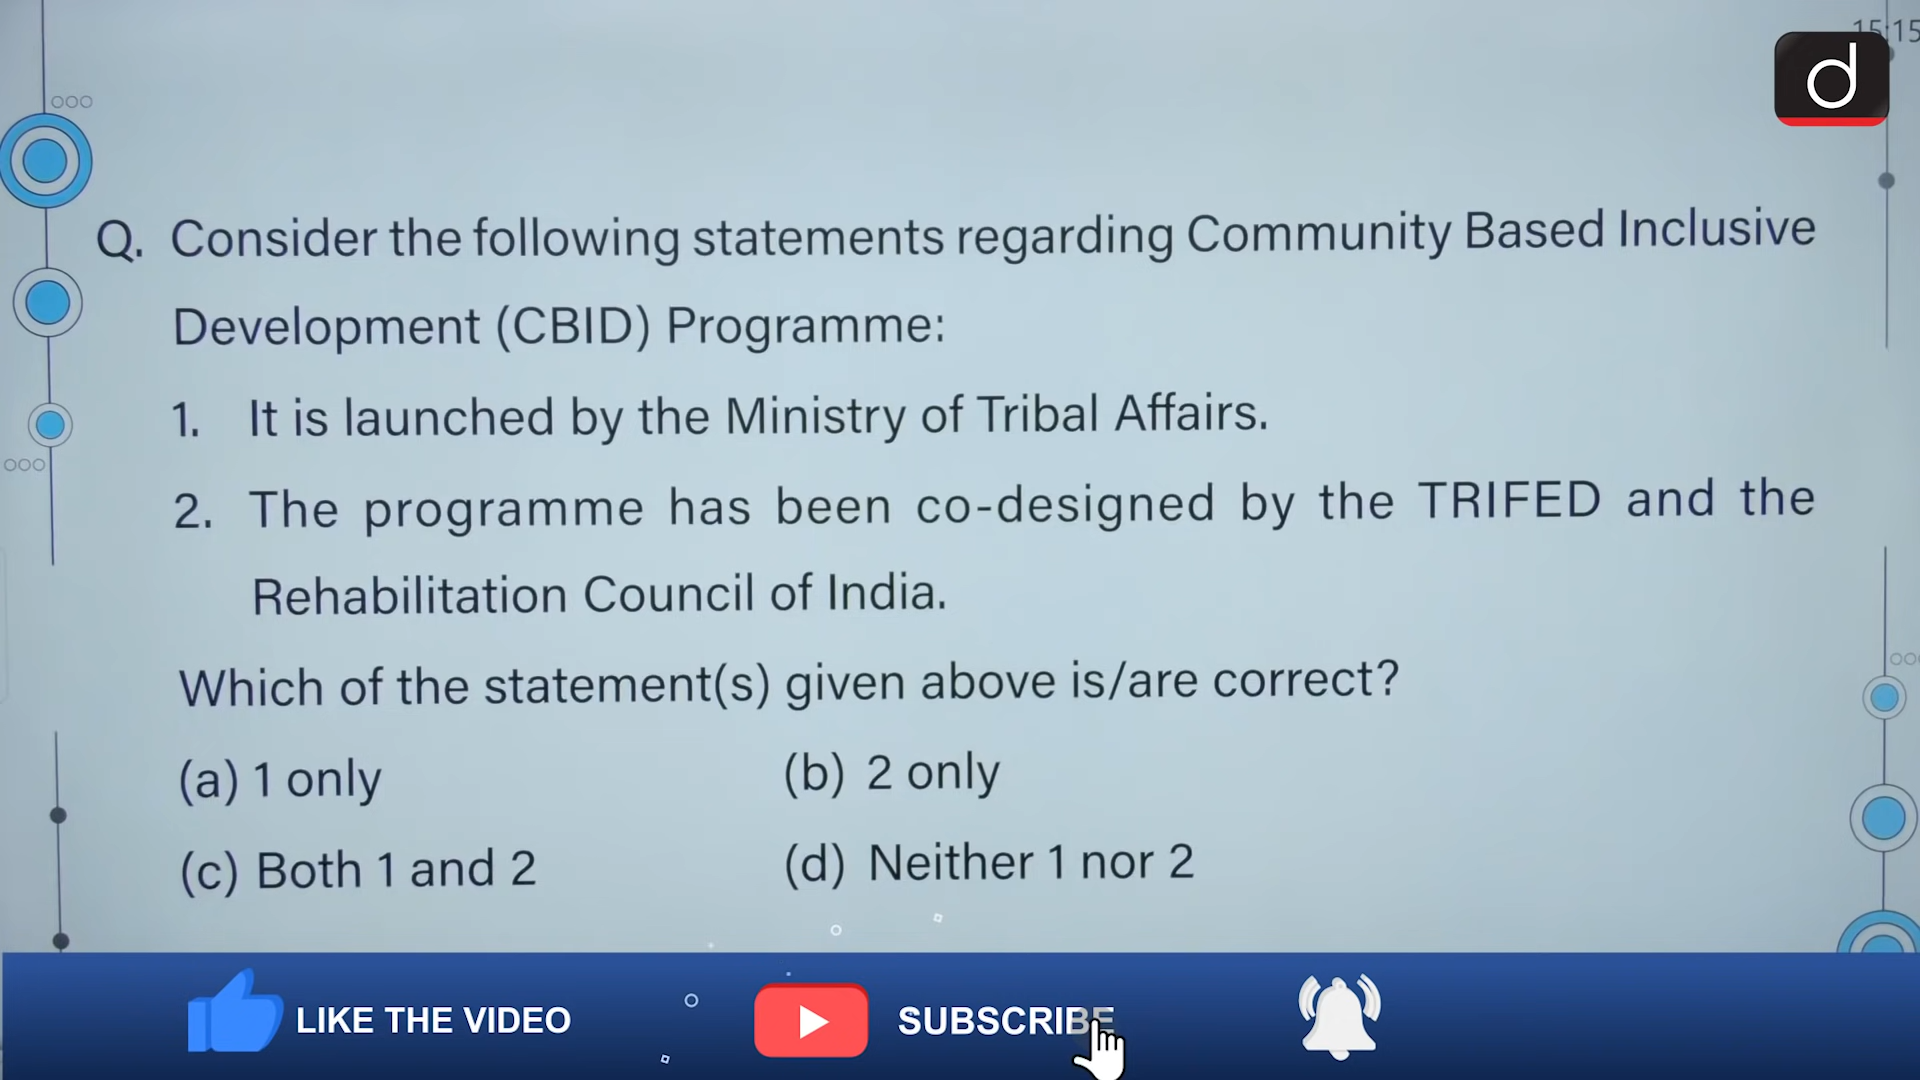 15:15
d
Q. Consider the following statements regarding Community Based Inclusive
Development (CBID) Programme:
1. It is launched by the Ministry of Tribal Affairs.
2. The programme has been co-designed by the TRIFED and the
Rehabilitation Council of India.
Which of the statement(s) given above is/are correct?
(a) 1 only (b) 2 only
(c) Both 1 and 2 (d) Neither 1 nor 2
LIKE THE VIDEO SUBSCRIBE